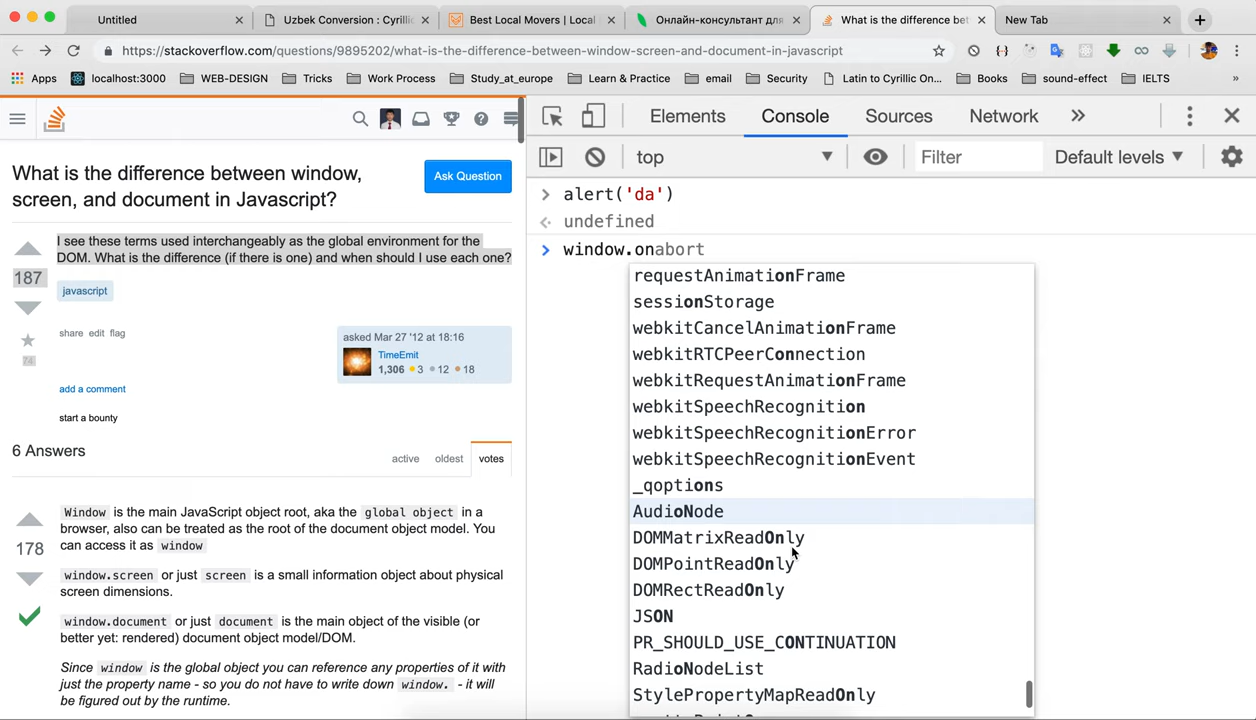 Untitled
Uzbek Conversion : Cyrilli
Best Local Movers | Local
Онлайн-консультант для
What is the difference bet
New Tab
https://stackoverflow.com/questions/9895202/what-is-the-difference-between-window-screen-and-document-in-javascript
Apps
localhost:3000
WEB-DESIGN
Tricks
Work Process
Study_at_europe
Learn & Practice
email
Security
Latin to Cyrillic On...
Books
sound-effect
IELTS
»
What is the difference between window,
screen, and document in Javascript?
Ask Question
I see these terms used interchangeably as the global environment for the
DOM. What is the difference (if there is one) and when should I use each one?
187
javascript
share edit flag
74
asked Mar 27 '12 at 18:16
TimeEmit
1,306 3 12 18
add a comment
start a bounty
6 Answers
active
oldest
votes
178
Window is the main JavaScript object root, aka the global object in a
browser, also can be treated as the root of the document object model. You
can access it as window
window.screen or just screen is a small information object about physical
screen dimensions.
window.document or just document is the main object of the visible (or
better yet: rendered) document object model/DOM.
Since window is the global object you can reference any properties of it with
just the property name - so you do not have to write down window. - it will
be figured out by the runtime.
Elements
Console
Sources
Network
»
top
Filter
Default levels
alert('da')
undefined
window.onabort
requestAnimationFrame
sessionStorage
webkitCancelAnimationFrame
webkitRTCPeerConnection
webkitRequestAnimationFrame
webkitSpeechRecognition
webkitSpeechRecognitionError
webkitSpeechRecognitionEvent
_qoptions
AudioNode
DOMMatrixReadOnly
DOMPointReadOnly
DOMRectReadOnly
JSON
PR_SHOULD_USE_CONTINUATION
RadioNodeList
StylePropertyMapReadOnly